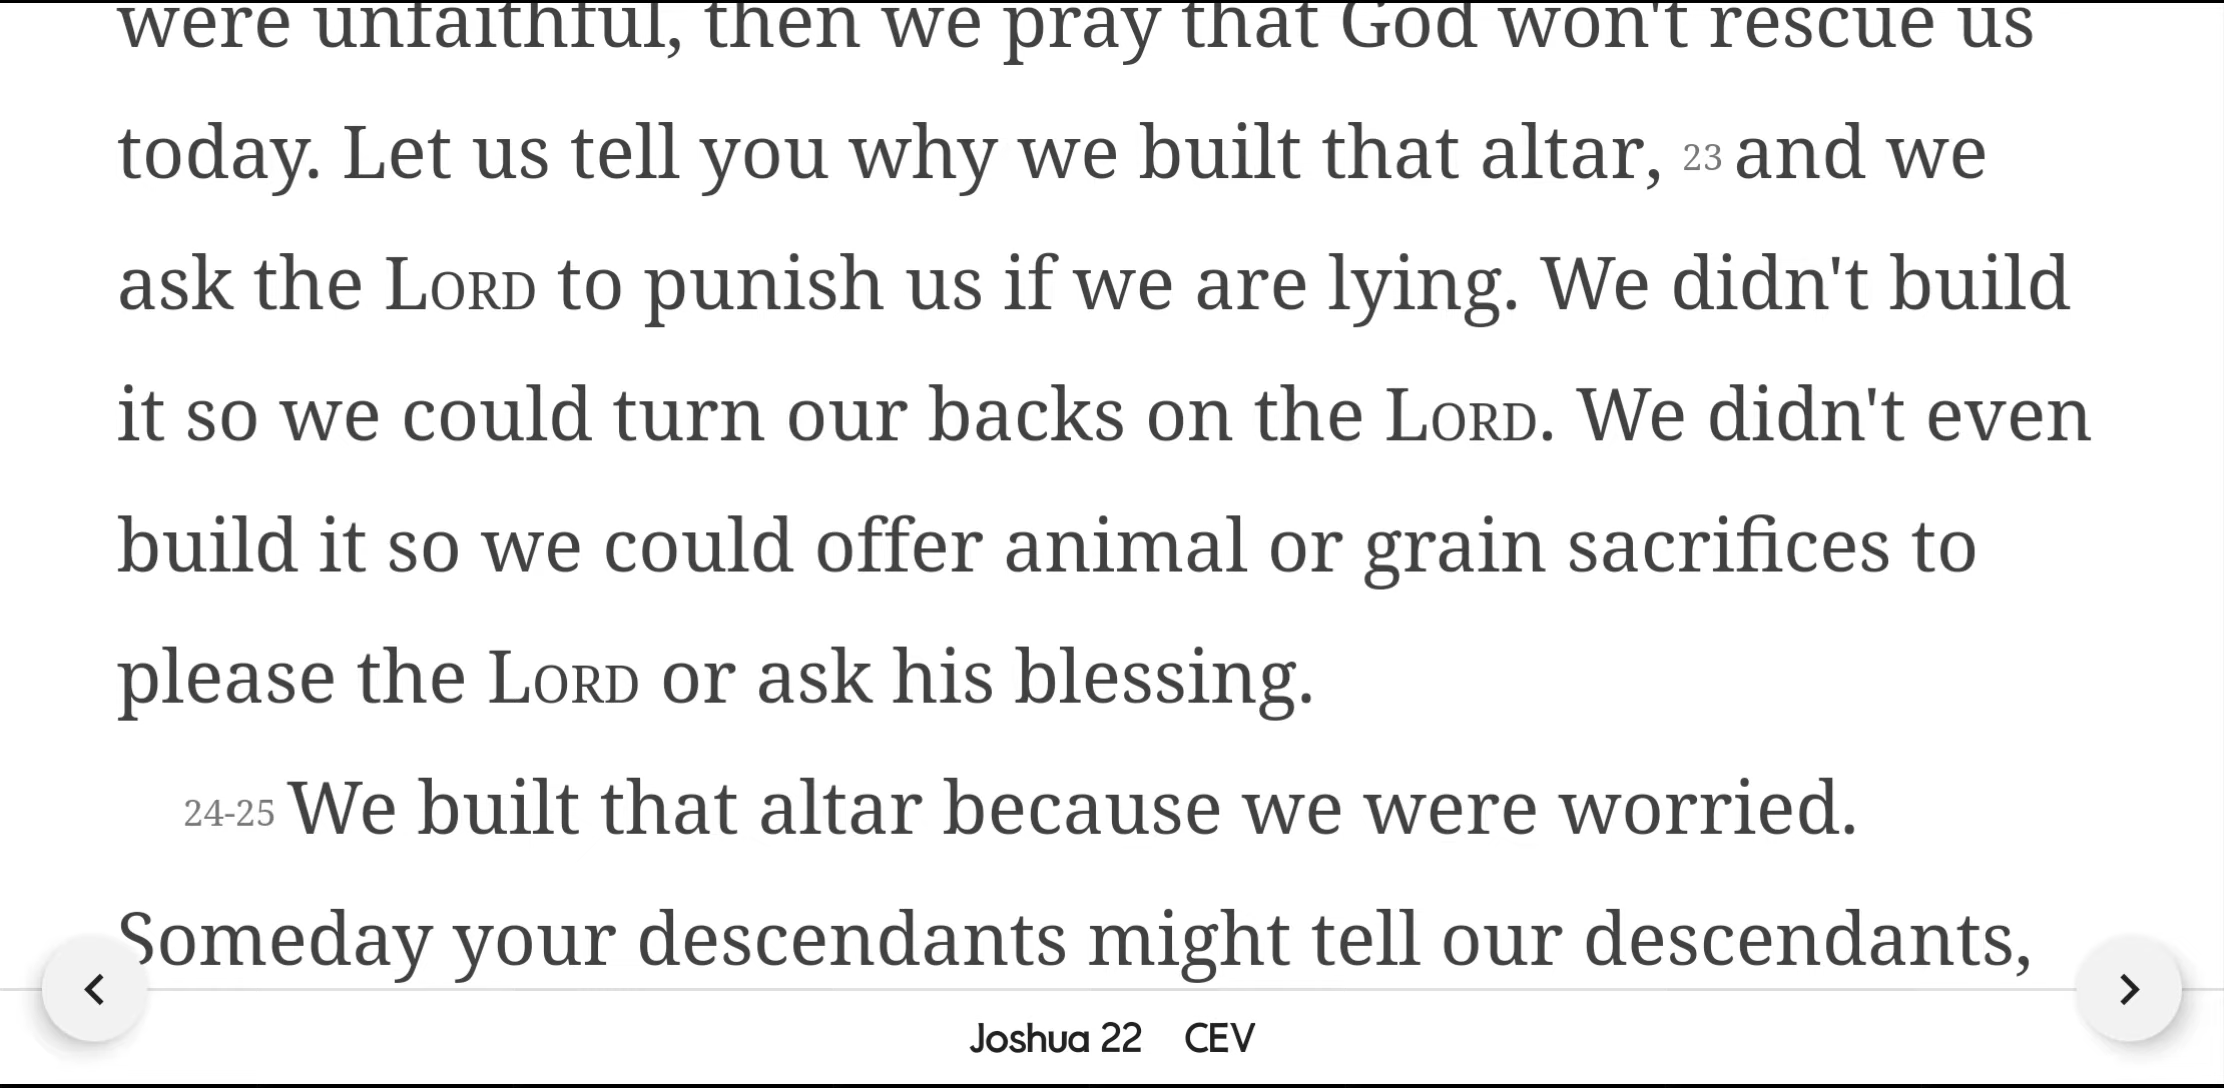 were unfaithful, then we pray that God won't rescue us
today. Let us tell you why we built that altar, 23 and we
ask the LORD to punish us if we are lying. We didn't build
it so we could turn our backs on the LORD. We didn't even
build it so we could offer animal or grain sacrifices to
please the LORD or ask his blessing.
24-25 We built that altar because we were worried.
Someday your descendants might tell our descendants,
Joshua 22 CEV